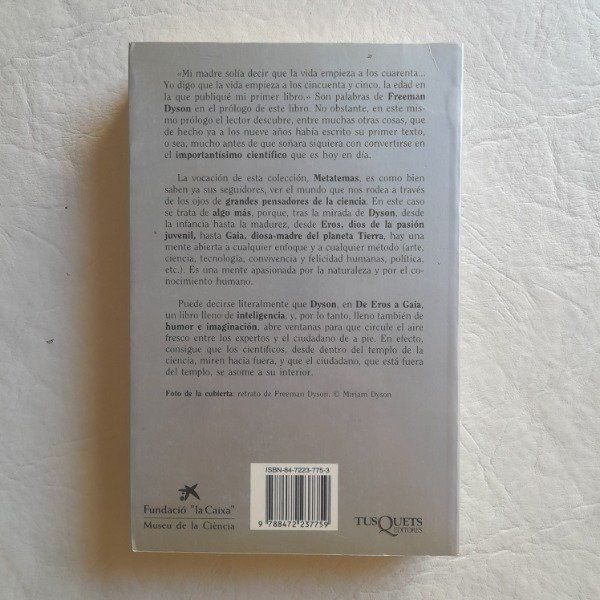 «Mi madre solía decir que la vida empieza a los cuarenta...
Yo digo que la vida empieza a los cincuenta y cinco, la edad en
la que publiqué mi primer libro.» Son palabras de Freeman
Dyson en el prólogo de este libro. No obstante, en este mis-
mo prólogo el lector descubre, entre muchas otras cosas, que
de hecho ya a los nueve años había escrito su primer texto,
o sea, mucho antes de que soñara siquiera con convertirse en
el importantísimo científico que es hoy en día.
La vocación de esta colección, Metatemas, es como bien
saben ya sus seguidores, ver el mundo que nos rodea a través
de los ojos de grandes pensadores de la ciencia. En este caso
se trata de algo más, porque, tras la mirada de Dyson, desde
la infancia hasta la madurez, desde Eros, dios de la pasión
juvenil, hasta Gaia, diosa-madre del planeta Tierra, hay una
mente abierta a cualquier enfoque y a cualquier método (arte,
ciencia, tecnología, convivencia y felicidad humanas, política,
etc.). Es una mente apasionada por la naturaleza y por el co-
nocimiento humano.
Puede decirse literalmente que Dyson, en De Eros a Gaia,
un libro lleno de inteligencia, y, por lo tanto, lleno también de
humor e imaginación, abre ventanas para que circule el aire
fresco entre los expertos y el ciudadano de a pie. En efecto,
consigue que los científicos, desde dentro del templo de la
ciencia, miren hacia fuera, y que el ciudadano, que está fuera
del templo, se asome a su interior.
Foto de la cubierta: retrato de Freeman Dyson. © Miriam Dyson
ISBN-84-7223-775-3
9 788472 237759
Fundació "la Caixa"
Museu de la Ciència
TUSQUETS
EDITORES